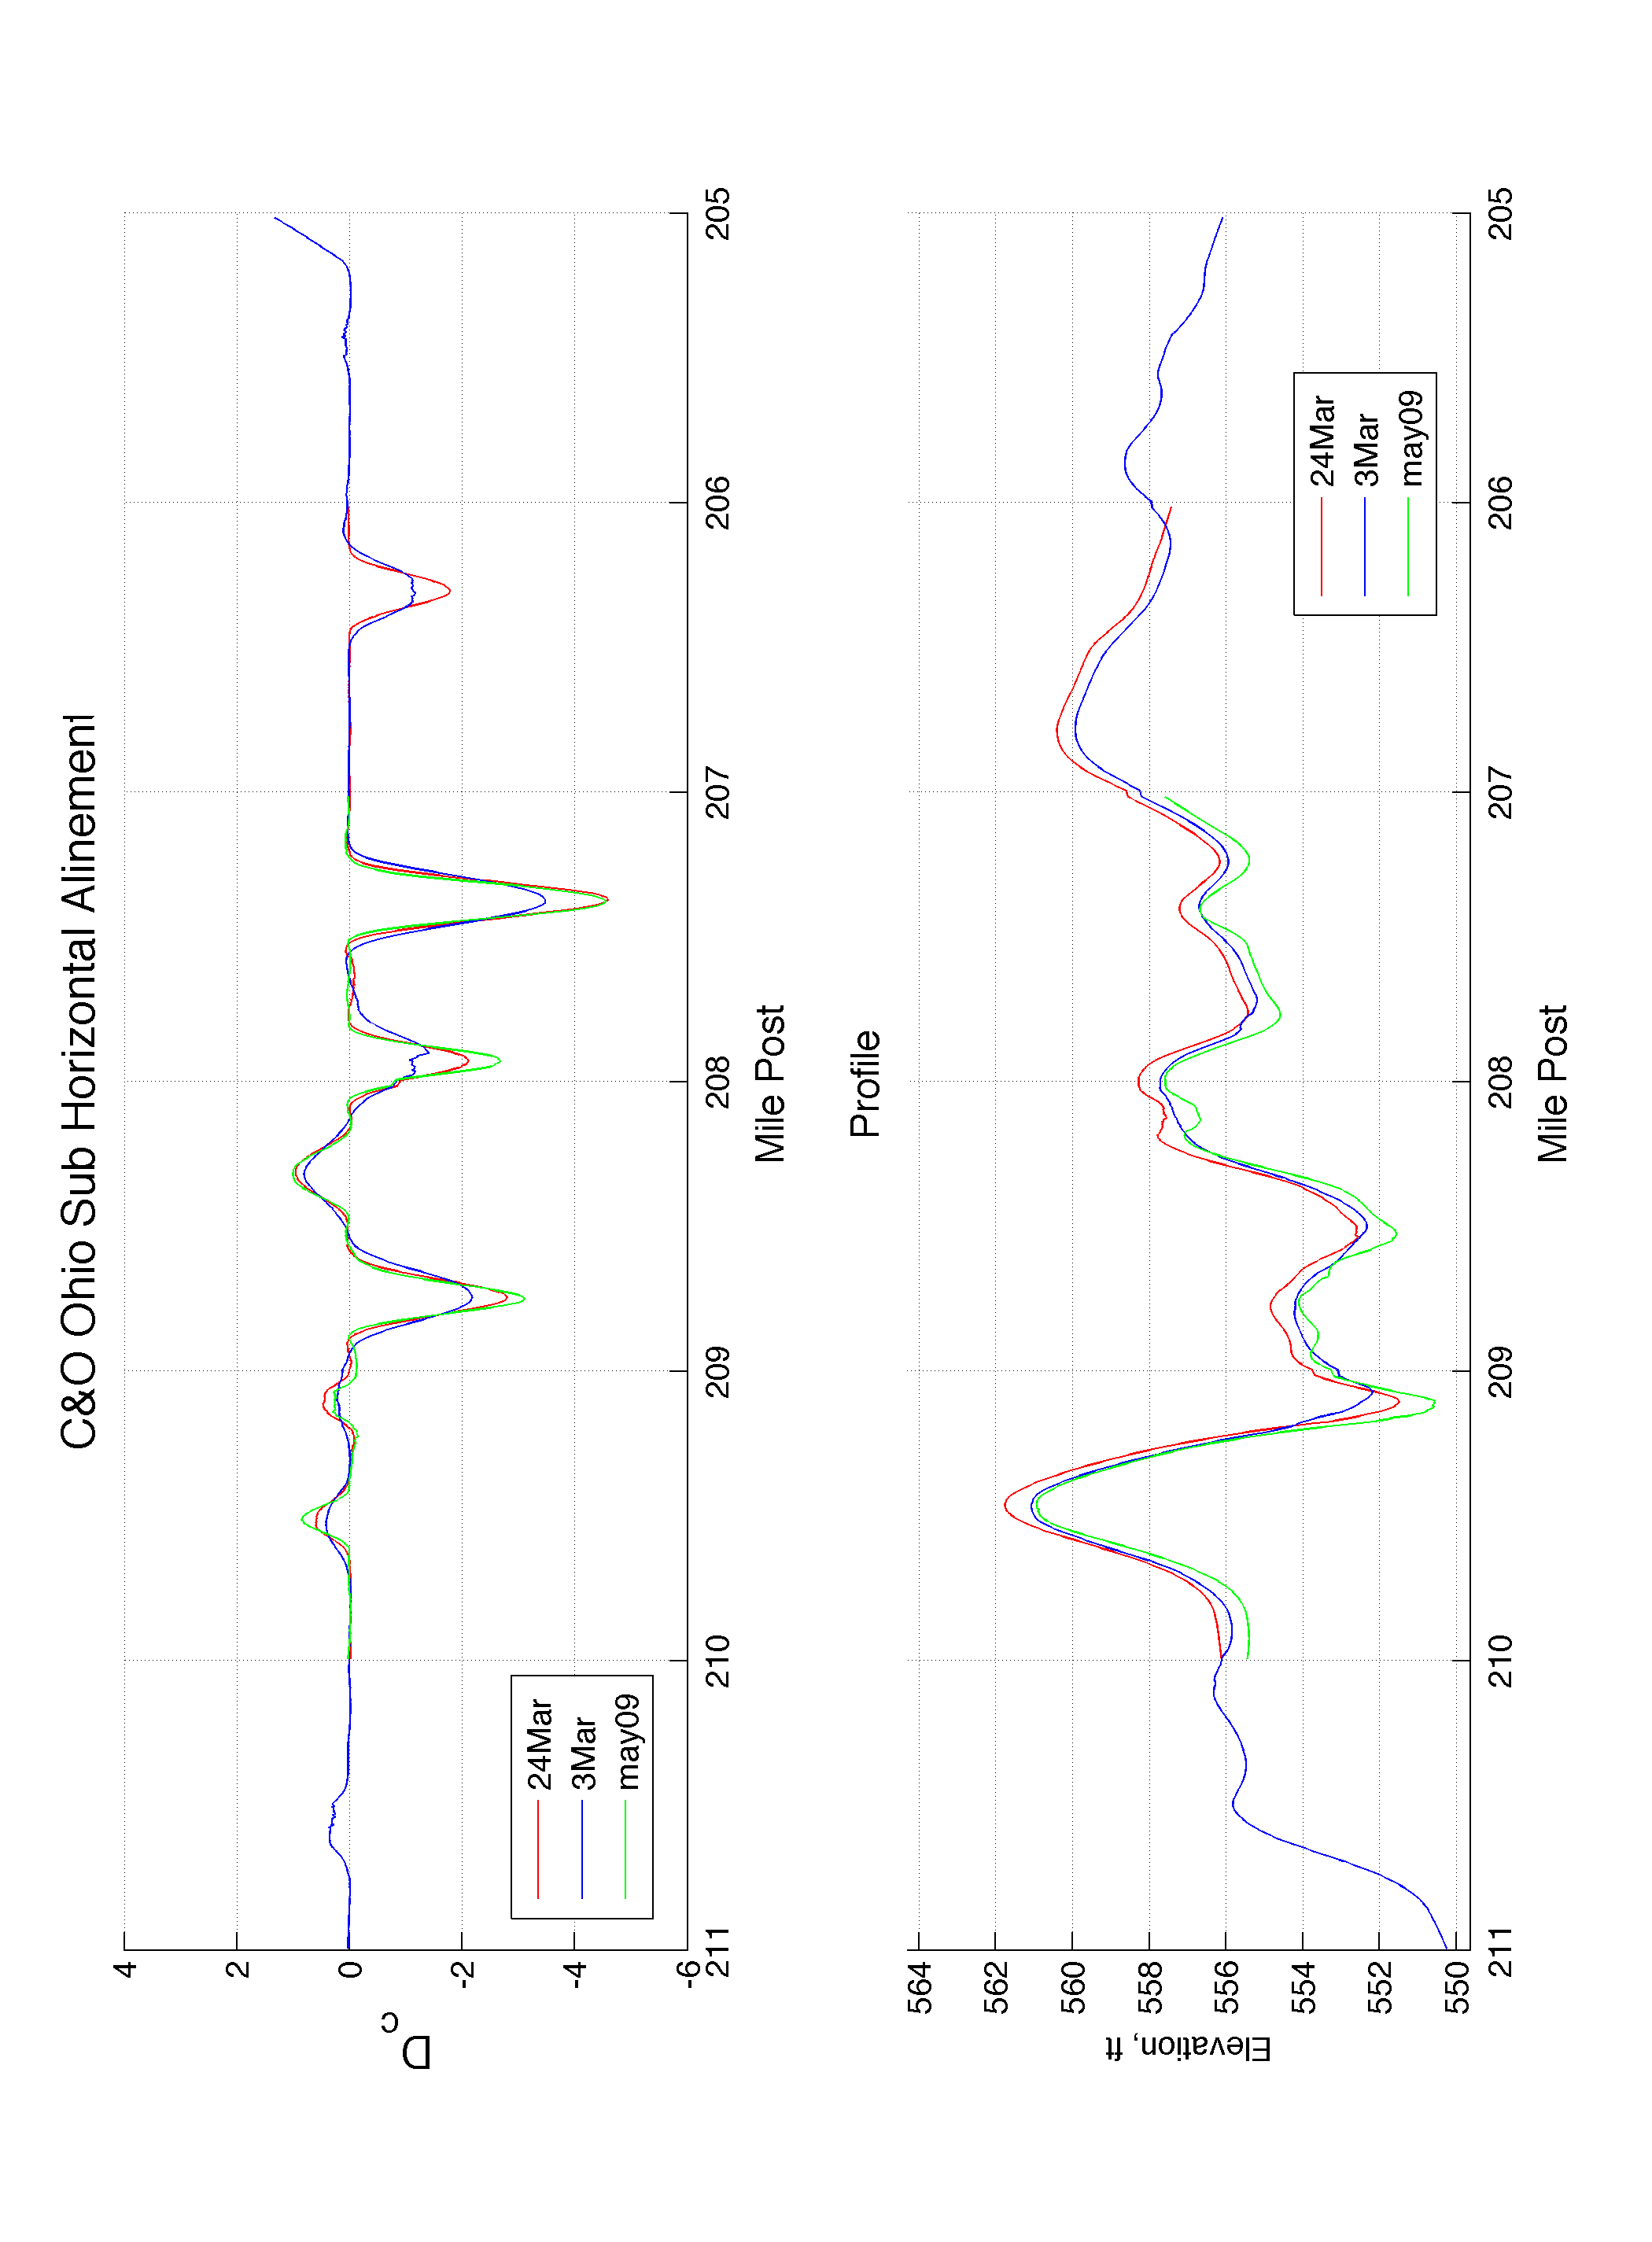 C&O Ohio Sub Horizontal Alinement
4
2
0
-2
-4
-6
Dc
24Mar
3Mar
may09
211 210 209 208 207 206 205
Mile Post
Profile
564
562
560
558
556
554
552
550
Elevation, ft
24Mar
3Mar
may09
211 210 209 208 207 206 205
Mile Post